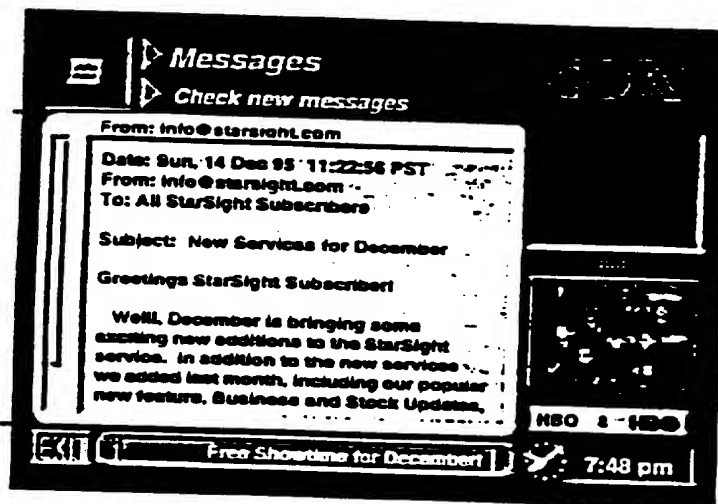 Messages
Check new messages
From: info@starsight.com
Date: Sun, 14 Dec 95 11:22:56 PST
From: info@starsight.com
To: All StarSight Subscribers
Subject: New Services for December
Greetings StarSight Subscriber!
Welll, December is bringing some
exciting new additions to the StarSight
service. In addition to the new services
we added last month, including our popular
new feature, Business and Stock Updates,
HBO 2 HBO
Free Showtime for December!
7:48 pm